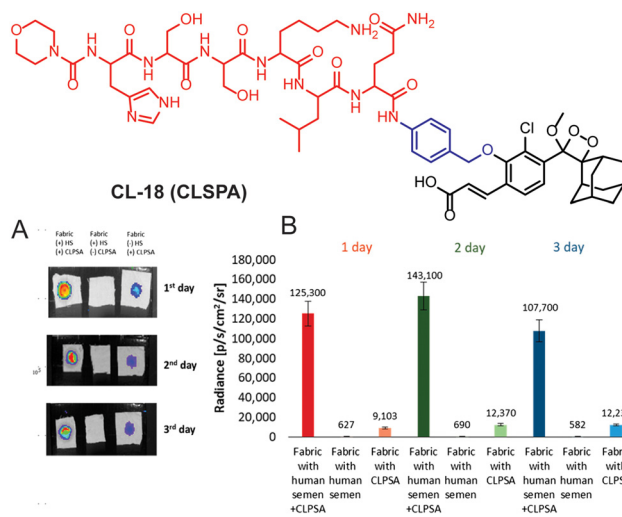 O
N
O
N
H
O
HO
H
N
O
N
H
HO
H
N
O
NH2
O
N
H
O
NH2
H
N
O
HN
N
NH
O
Cl
O
O-O
HO
O
CL-18 (CLSPA)
A
Fabric (+) HS (+) CLPSA
Fabric (+) HS (-) CLPSA
Fabric (-) HS (+) CLPSA
1st day
2nd day
3rd day
10³
B
1 day
2 day
3 day
Radiance [p/s/cm²/sr]
180,000
160,000
140,000
120,000
100,000
80,000
60,000
40,000
20,000
0
125,300
627
9,103
143,100
690
12,370
107,700
582
Fabric with human semen +CLPSA
Fabric with human semen
Fabric with CLPSA
Fabric with human semen +CLPSA
Fabric with human semen
Fabric with CLPSA
Fabric with human semen +CLPSA
Fabric with human semen